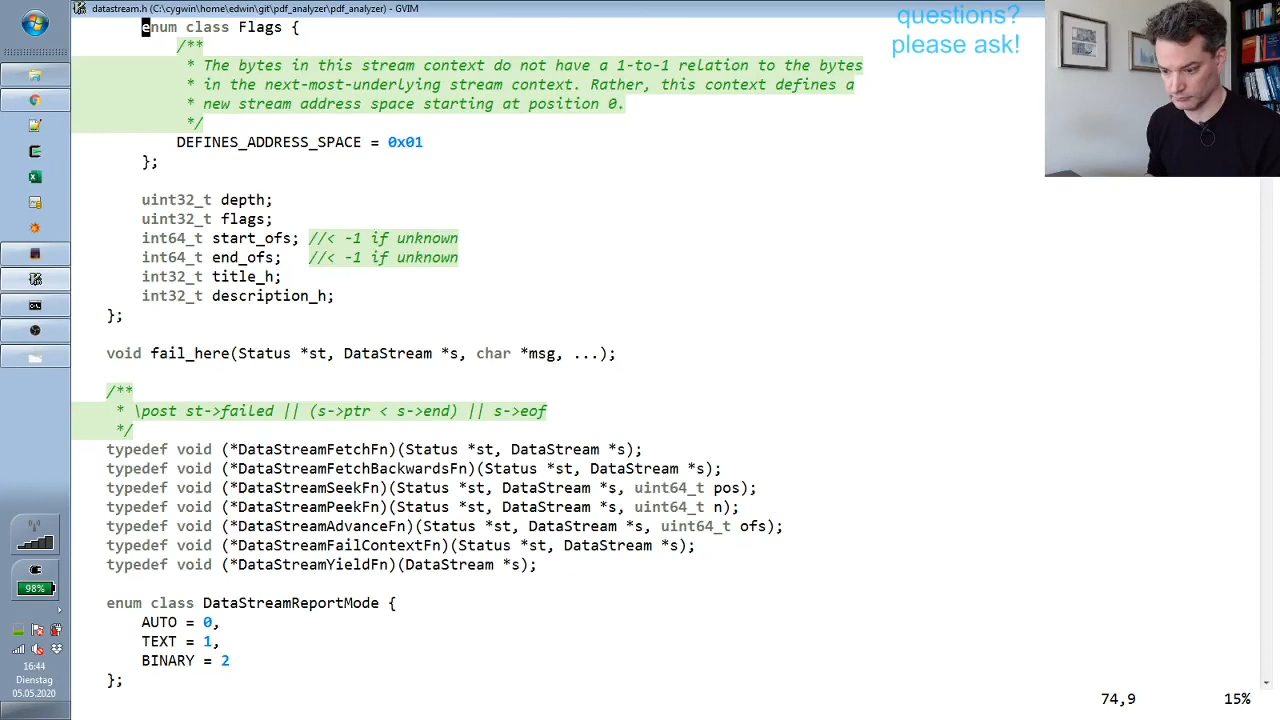 datastream.h (C:\cygwin\home\edwin\git\pdf_analyzer\pdf_analyzer) - GVIM
questions?
please ask!
enum class Flags {
/**
* The bytes in this stream context do not have a 1-to-1 relation to the bytes
* in the next-most-underlying stream context. Rather, this context defines a
* new stream address space starting at position 0.
*/
DEFINES_ADDRESS_SPACE = 0x01
};
uint32_t depth;
uint32_t flags;
int64_t start_ofs; //< -1 if unknown
int64_t end_ofs;   //< -1 if unknown
int32_t title_h;
int32_t description_h;
};
void fail_here(Status *st, DataStream *s, char *msg, ...);
/**
* \post st->failed || (s->ptr < s->end) || s->eof
*/
typedef void (*DataStreamFetchFn)(Status *st, DataStream *s);
typedef void (*DataStreamFetchBackwardsFn)(Status *st, DataStream *s);
typedef void (*DataStreamSeekFn)(Status *st, DataStream *s, uint64_t pos);
typedef void (*DataStreamPeekFn)(Status *st, DataStream *s, uint64_t n);
typedef void (*DataStreamAdvanceFn)(Status *st, DataStream *s, uint64_t ofs);
typedef void (*DataStreamFailContextFn)(Status *st, DataStream *s);
typedef void (*DataStreamYieldFn)(DataStream *s);
enum class DataStreamReportMode {
AUTO = 0,
TEXT = 1,
BINARY = 2
};
74,9
15%
98%
16:44
Dienstag
05.05.2020